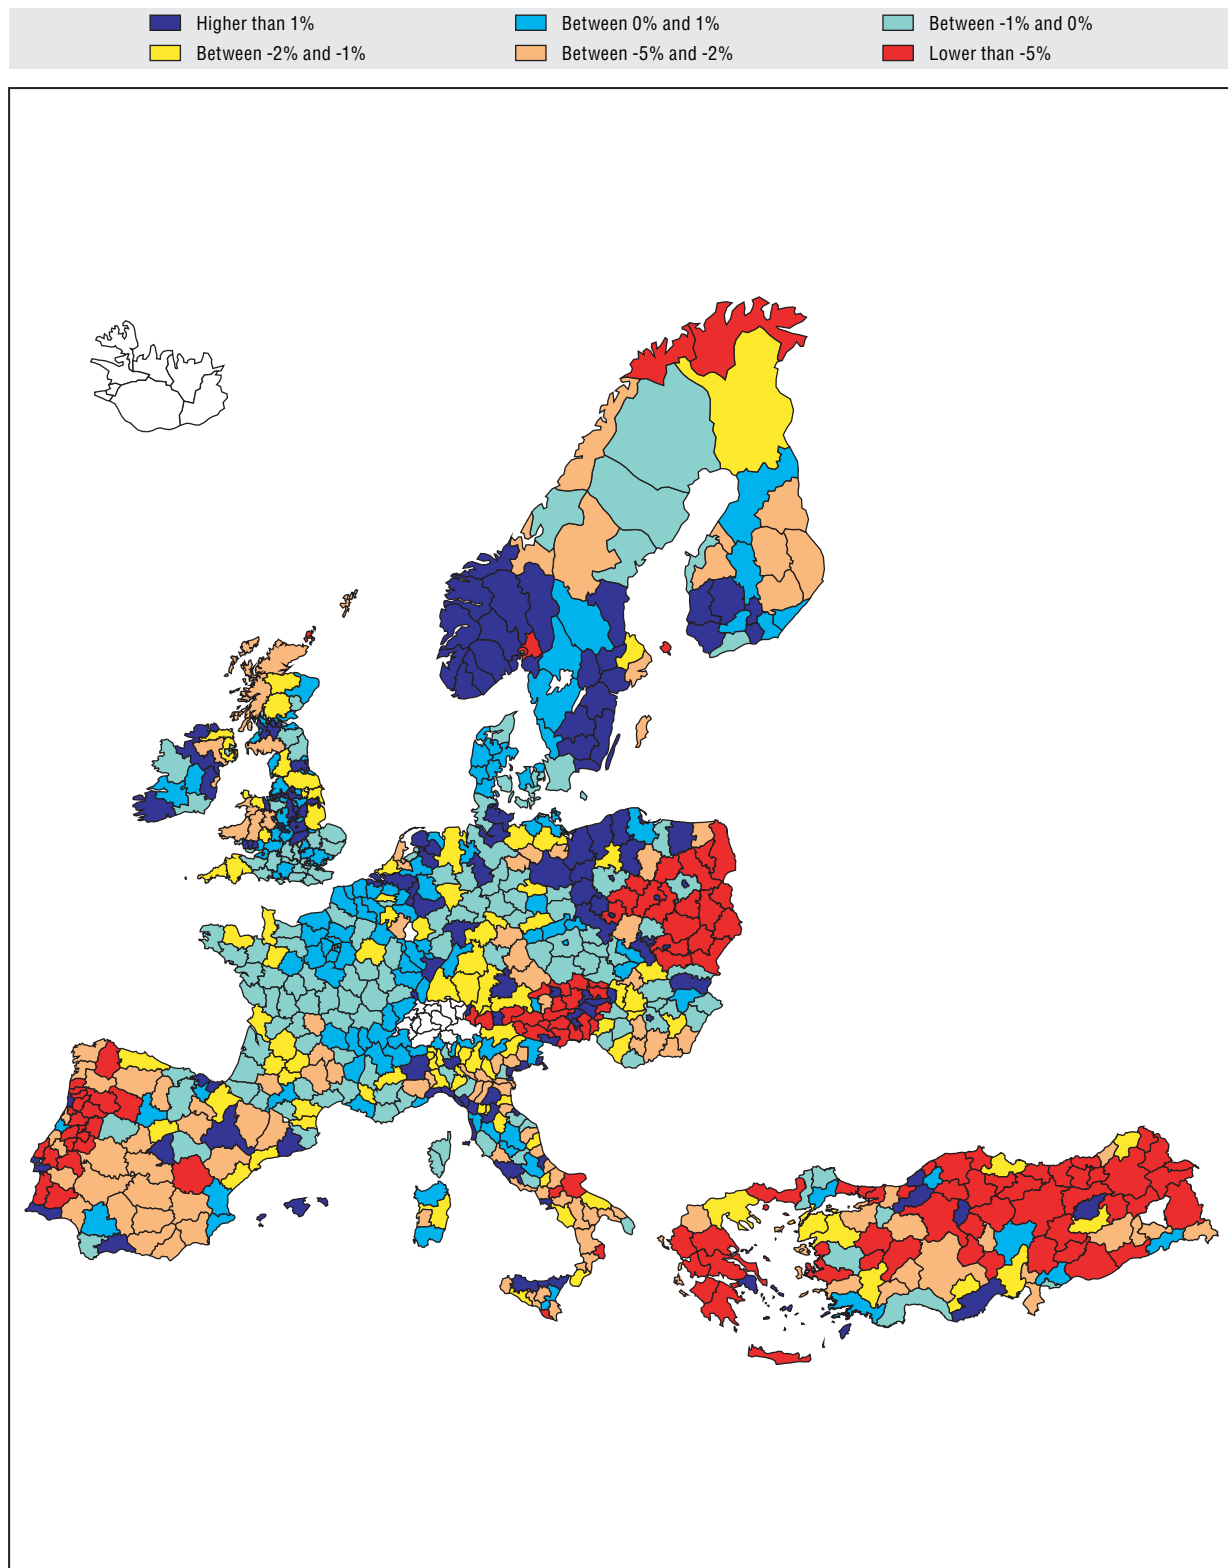 Higher than 1% Between 0% and 1% Between -1% and 0%
Between -2% and -1% Between -5% and -2% Lower than -5%